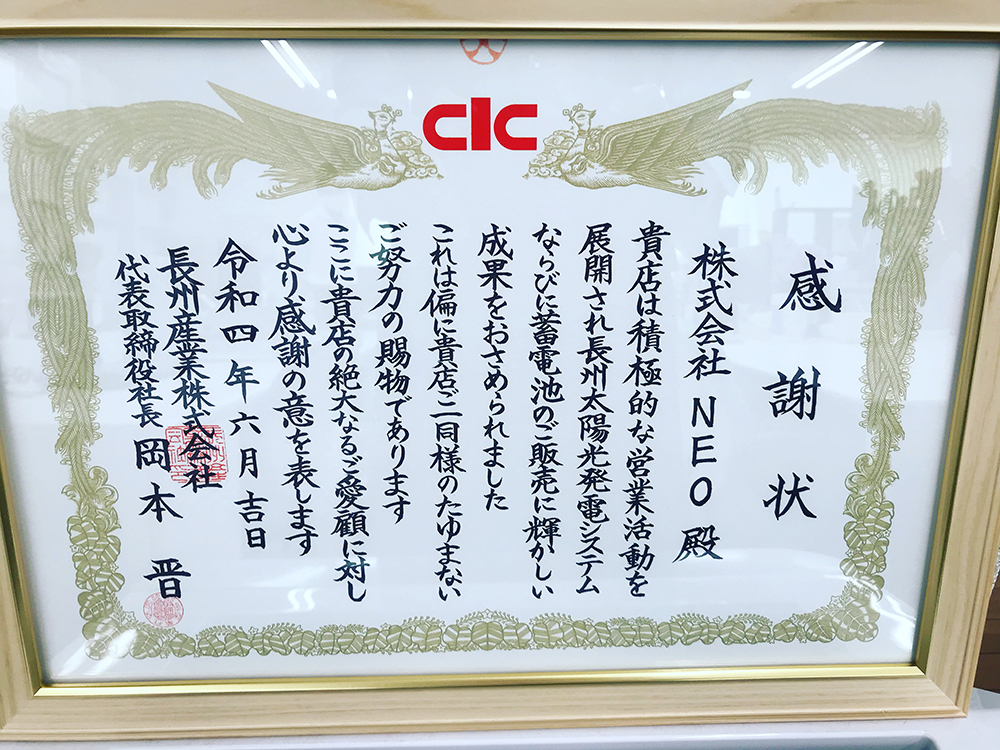 CIC
感謝状
株式会社 NEO 殿
貴店は積極的な営業活動を
展開され長州太陽光発電システム
ならびに蓄電池のご販売に輝かしい
成果をおさめられました
これは偏に貴店ご一同様のたゆまない
ご努力の賜物であります
ここに貴店の絶大なるご愛顧に対し
心より感謝の意を表します
令和四年六月吉日
長州産業株式会社
代表取締役社長 岡本 晋